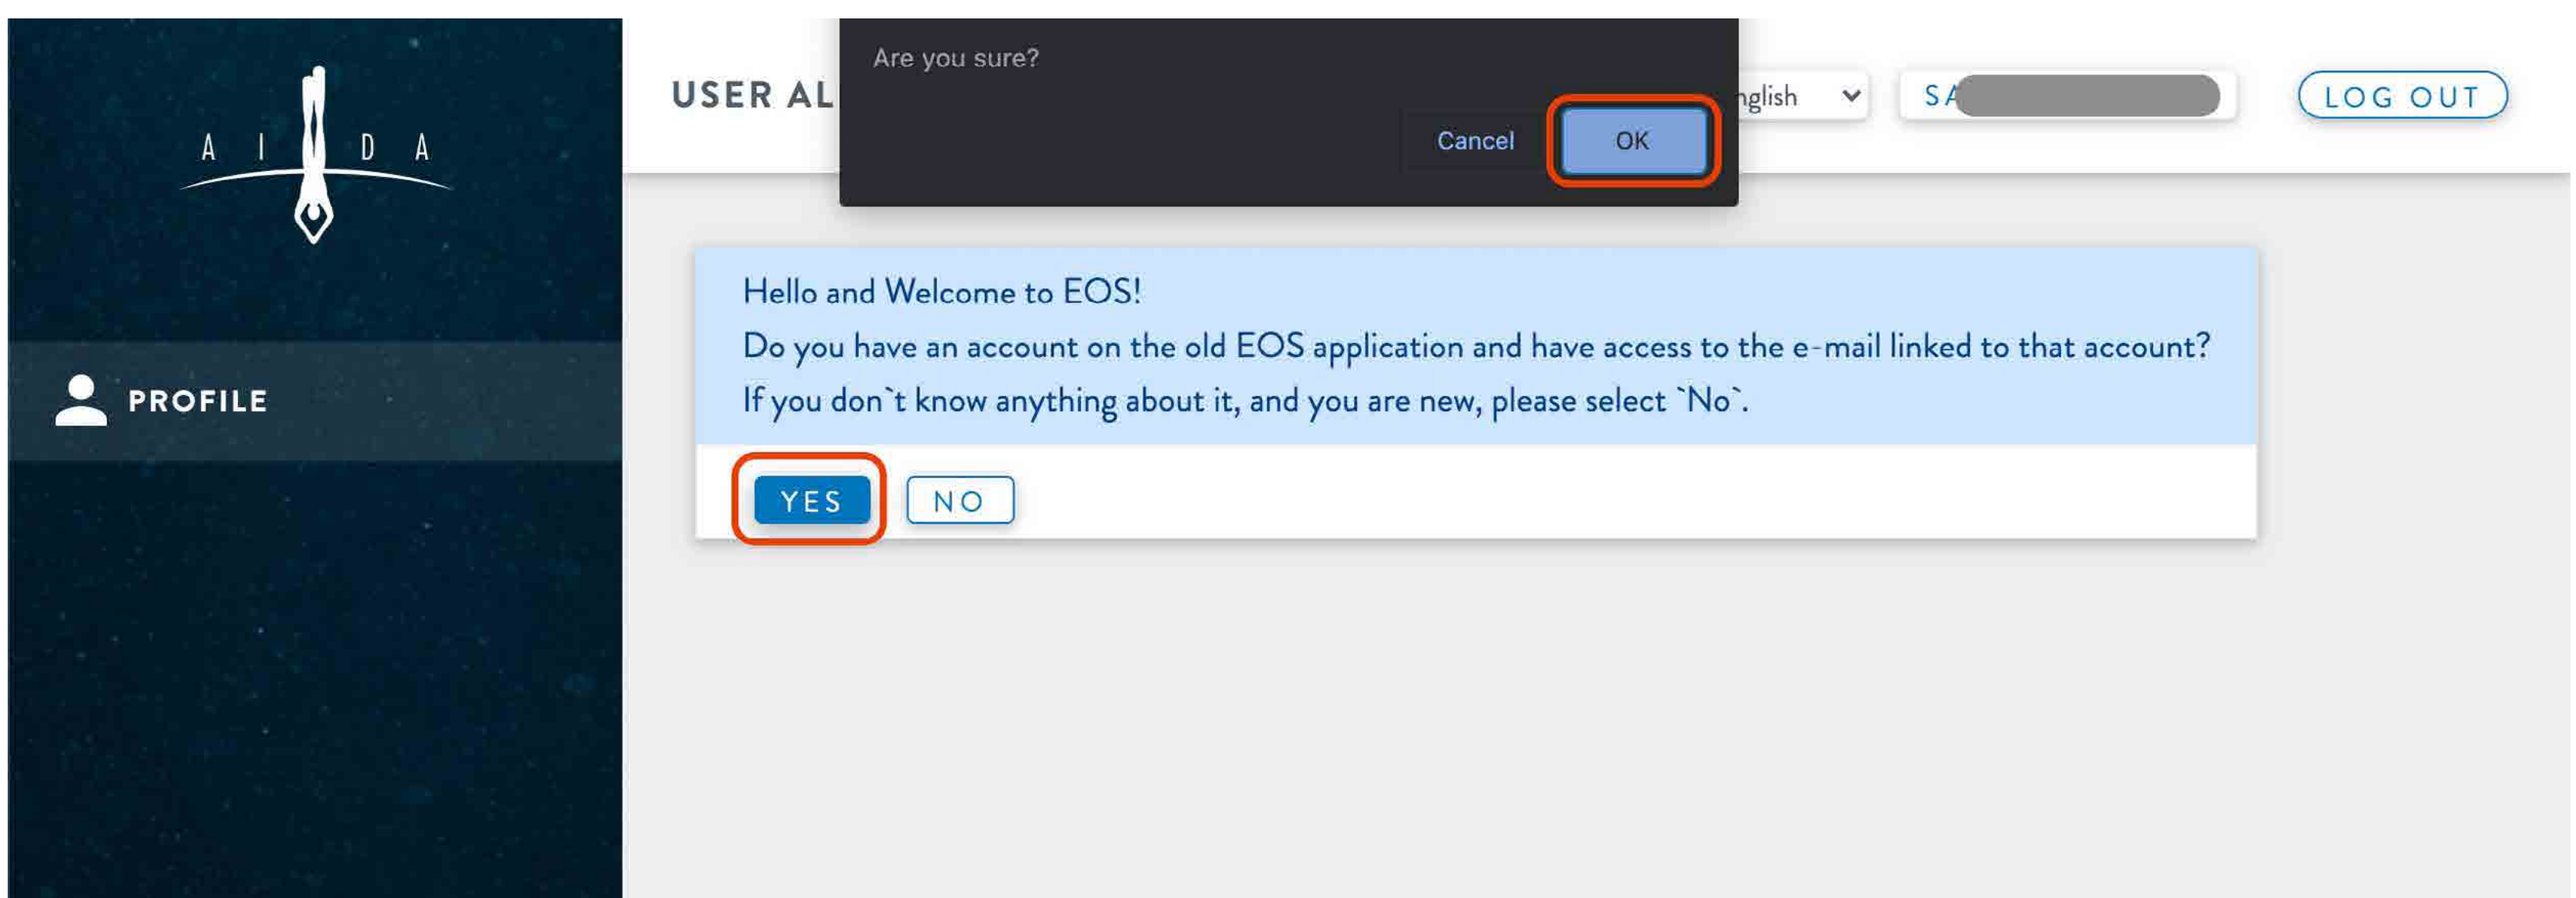 A I D A
PROFILE
USER AL
Are you sure?
Cancel
OK
nglish
SA
LOG OUT
Hello and Welcome to EOS!
Do you have an account on the old EOS application and have access to the e-mail linked to that account?
If you don`t know anything about it, and you are new, please select `No`.
YES
NO